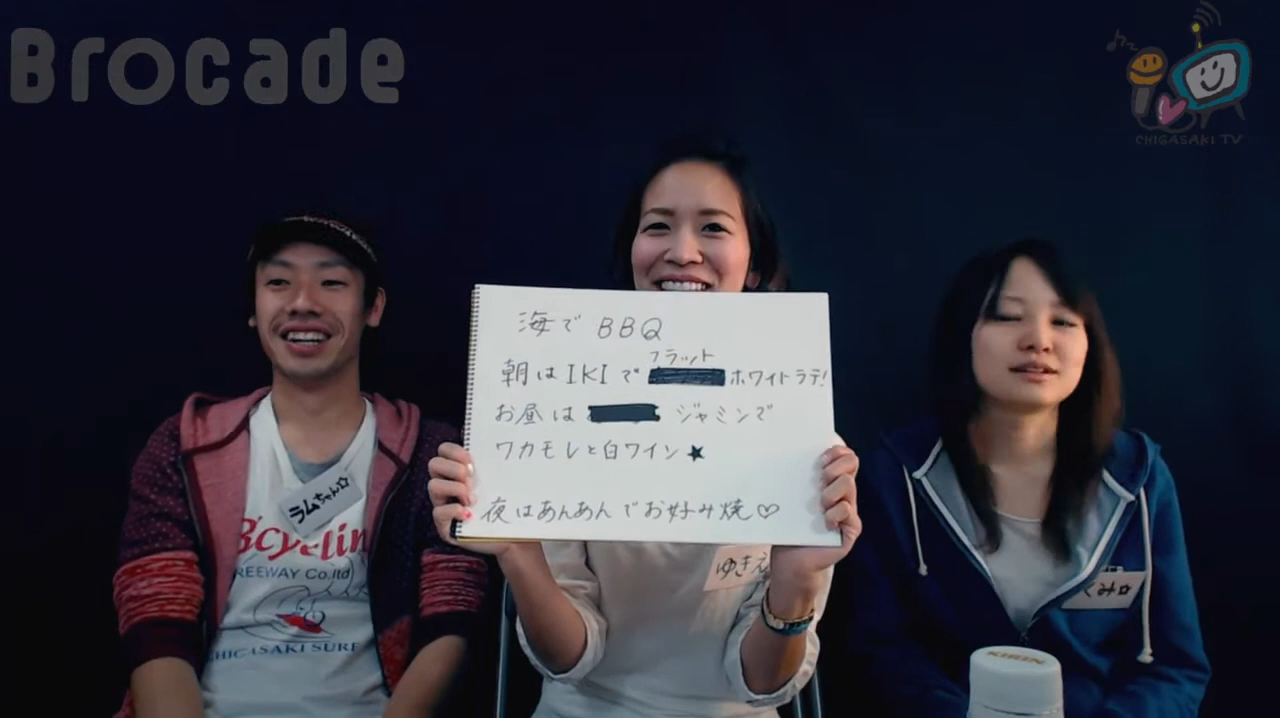 Brocade
CHIGASAKI TV
海でBBQ
フラット
朝はIKIで ホワイトラテ!
お昼は ジャミンで
ワカモレと白ワイン★
夜はあんあんでお好み焼♡
ラムちゃん☆
B'cycling
FREEWAY Co.ltd
CHIGASAKI SURF
ゆきえ
KIRIN